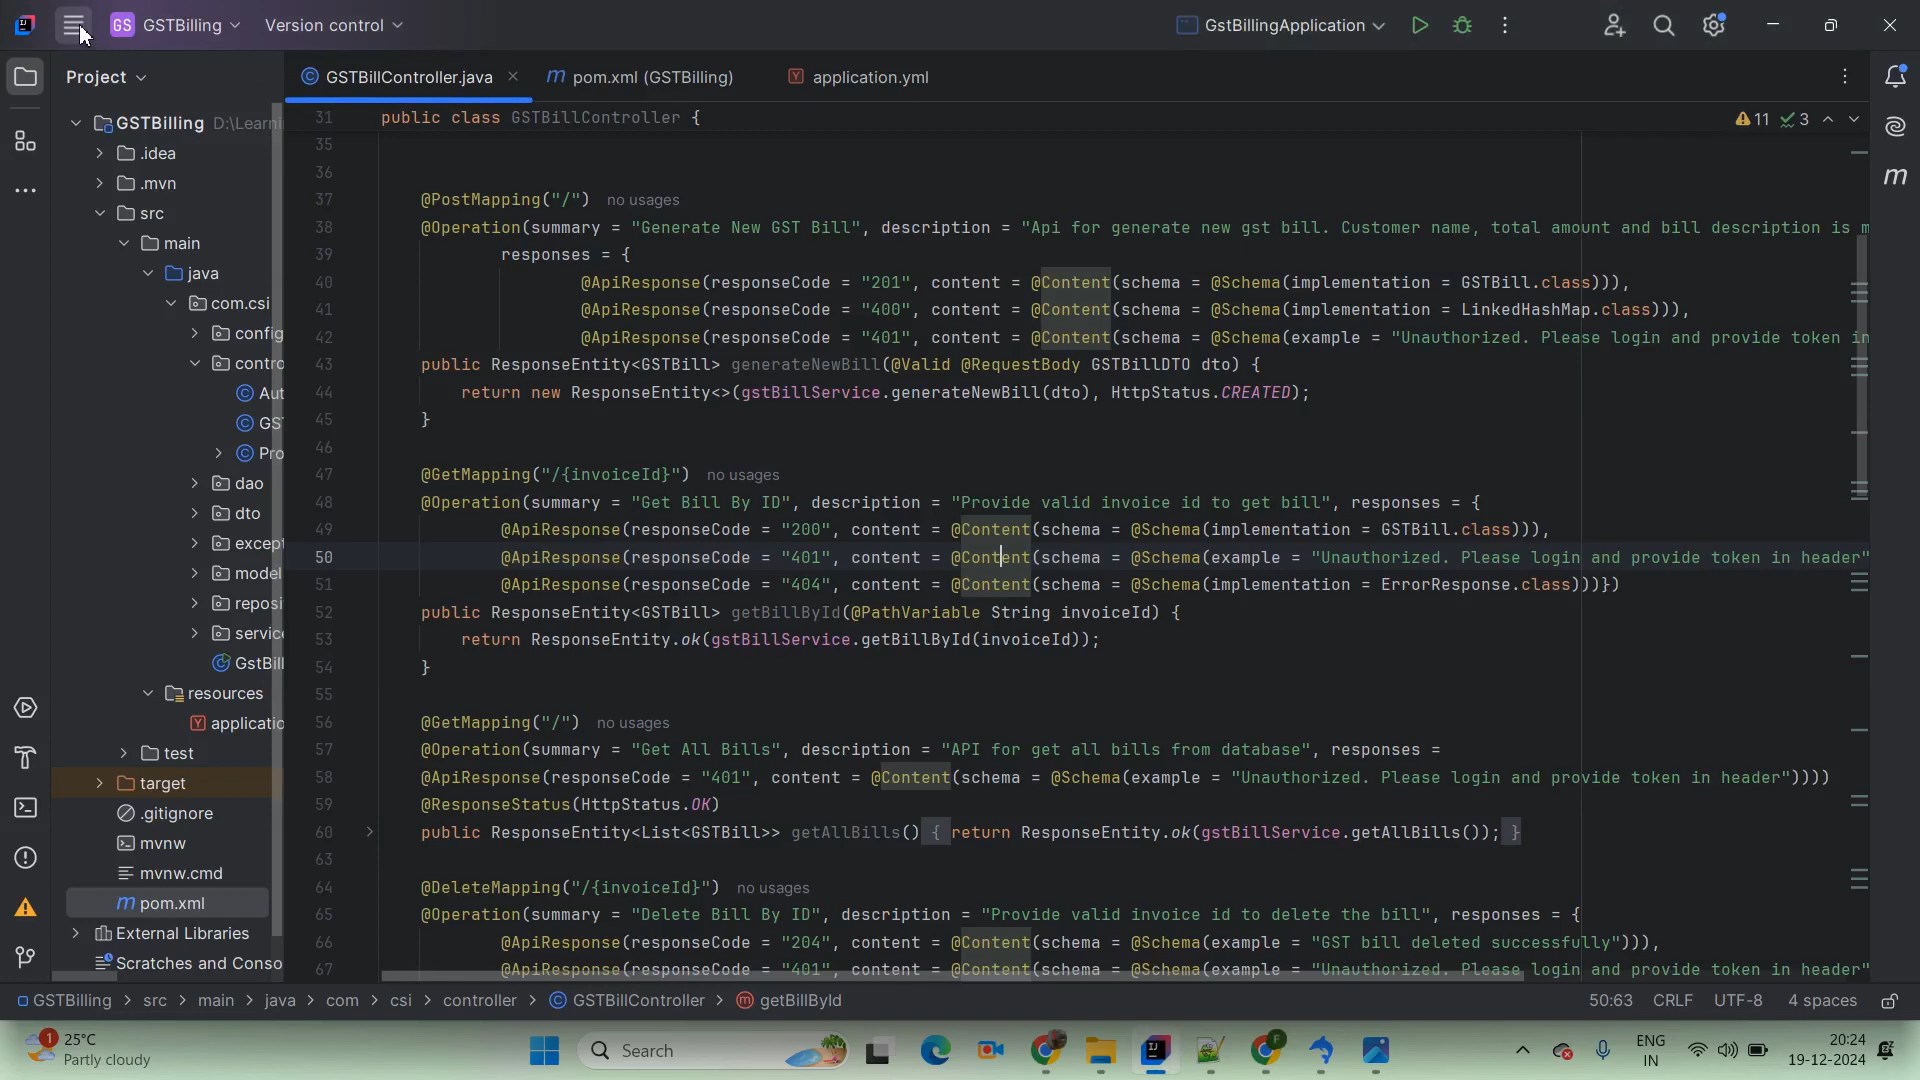 GS GSTBilling Version control GstBillingApplication
Project
GSTBillController.java pom.xml (GSTBilling) application.yml
GSTBilling D:\Learni
.idea
.mvn
src
main
java
com.csi
config
contro
Aut
GS
Pro
dao
dto
except
model
reposi
service
GstBill
resources
applicatio
test
target
.gitignore
mvnw
mvnw.cmd
pom.xml
External Libraries
Scratches and Conso
31 public class GSTBillController {
11 3
35
36
37 @PostMapping("/") no usages
38 @Operation(summary = "Generate New GST Bill", description = "Api for generate new gst bill. Customer name, total amount and bill description is m
39 responses = {
40 @ApiResponse(responseCode = "201", content = @Content(schema = @Schema(implementation = GSTBill.class))),
41 @ApiResponse(responseCode = "400", content = @Content(schema = @Schema(implementation = LinkedHashMap.class))),
42 @ApiResponse(responseCode = "401", content = @Content(schema = @Schema(example = "Unauthorized. Please login and provide token in
43 public ResponseEntity<GSTBill> generateNewBill(@Valid @RequestBody GSTBillDTO dto) {
44 return new ResponseEntity<>(gstBillService.generateNewBill(dto), HttpStatus.CREATED);
45 }
46
47 @GetMapping("/{invoiceId}") no usages
48 @Operation(summary = "Get Bill By ID", description = "Provide valid invoice id to get bill", responses = {
49 @ApiResponse(responseCode = "200", content = @Content(schema = @Schema(implementation = GSTBill.class))),
50 @ApiResponse(responseCode = "401", content = @Content(schema = @Schema(example = "Unauthorized. Please login and provide token in header"
51 @ApiResponse(responseCode = "404", content = @Content(schema = @Schema(implementation = ErrorResponse.class)))})
52 public ResponseEntity<GSTBill> getBillById(@PathVariable String invoiceId) {
53 return ResponseEntity.ok(gstBillService.getBillById(invoiceId));
54 }
55
56 @GetMapping("/") no usages
57 @Operation(summary = "Get All Bills", description = "API for get all bills from database", responses =
58 @ApiResponse(responseCode = "401", content = @Content(schema = @Schema(example = "Unauthorized. Please login and provide token in header"))))
59 @ResponseStatus(HttpStatus.OK)
60 public ResponseEntity<List<GSTBill>> getAllBills() { return ResponseEntity.ok(gstBillService.getAllBills()); }
63
64 @DeleteMapping("/{invoiceId}") no usages
65 @Operation(summary = "Delete Bill By ID", description = "Provide valid invoice id to delete the bill", responses = {
66 @ApiResponse(responseCode = "204", content = @Content(schema = @Schema(example = "GST bill deleted successfully"))),
67 @ApiResponse(responseCode = "401", content = @Content(schema = @Schema(example = "Unauthorized. Please login and provide token in header"
GSTBilling > src > main > java > com > csi > controller > GSTBillController > getBillById 50:63 CRLF UTF-8 4 spaces
1 25°C
Partly cloudy
Search
ENG
IN
20:24
19-12-2024